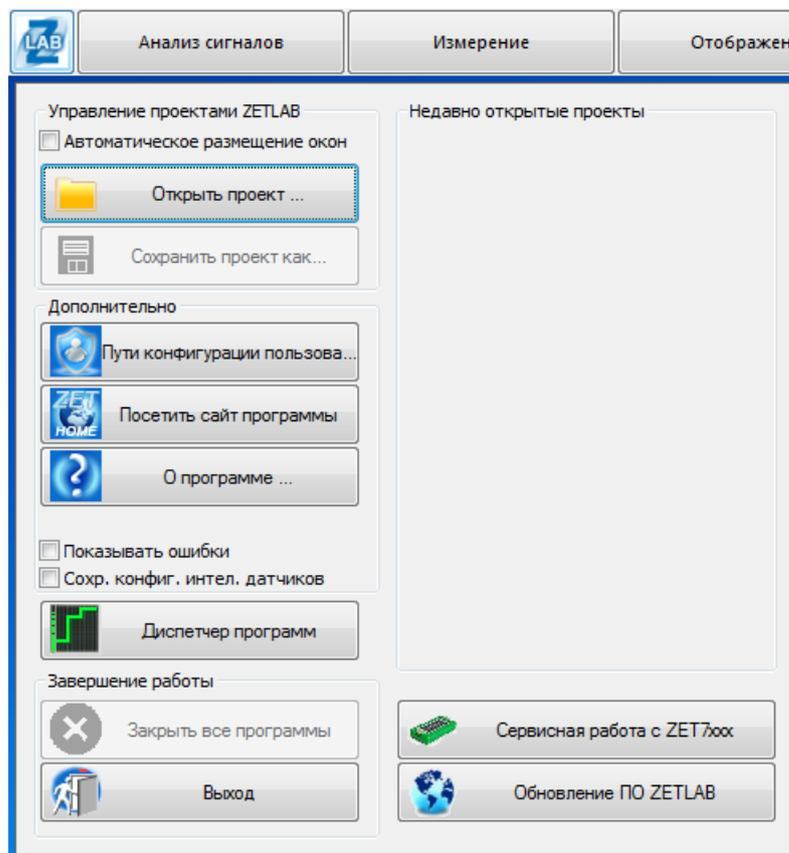 Z LAB
Анализ сигналов
Измерение
Отображен
Управление проектами ZETLAB
Недавно открытые проекты
Автоматическое размещение окон
Открыть проект ...
Сохранить проект как...
Дополнительно
Пути конфигурации пользова...
ZET HOME
Посетить сайт программы
О программе ...
Показывать ошибки
Сохр. конфиг. интел. датчиков
Диспетчер программ
Завершение работы
Закрыть все программы
Сервисная работа с ZET7xxx
Выход
Обновление ПО ZETLAB